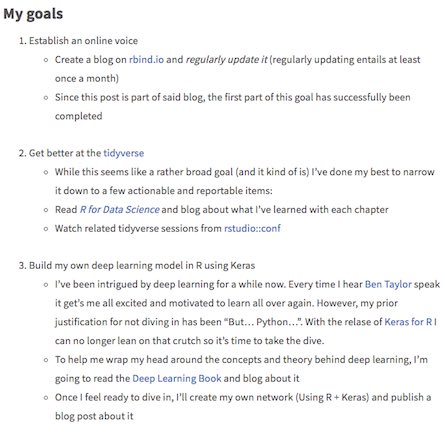 My goals
1. Establish an online voice
◦ Create a blog on rbind.io and regularly update it (regularly updating entails at least
once a month)
◦ Since this post is part of said blog, the first part of this goal has successfully been
completed
2. Get better at the tidyverse
◦ While this seems like a rather broad goal (and it kind of is) I've done my best to narrow
it down to a few actionable and reportable items:
◦ Read R for Data Science and blog about what I've learned with each chapter
◦ Watch related tidyverse sessions from rstudio::conf
3. Build my own deep learning model in R using Keras
◦ I've been intrigued by deep learning for a while now. Every time I hear Ben Taylor speak
it get's me all excited and motivated to learn all over again. However, my prior
justification for not diving in has been "But… Python…". With the relase of Keras for R I
can no longer lean on that crutch so it's time to take the dive.
◦ To help me wrap my head around the concepts and theory behind deep learning, I'm
going to read the Deep Learning Book and blog about it
◦ Once I feel ready to dive in, I'll create my own network (Using R + Keras) and publish a
blog post about it